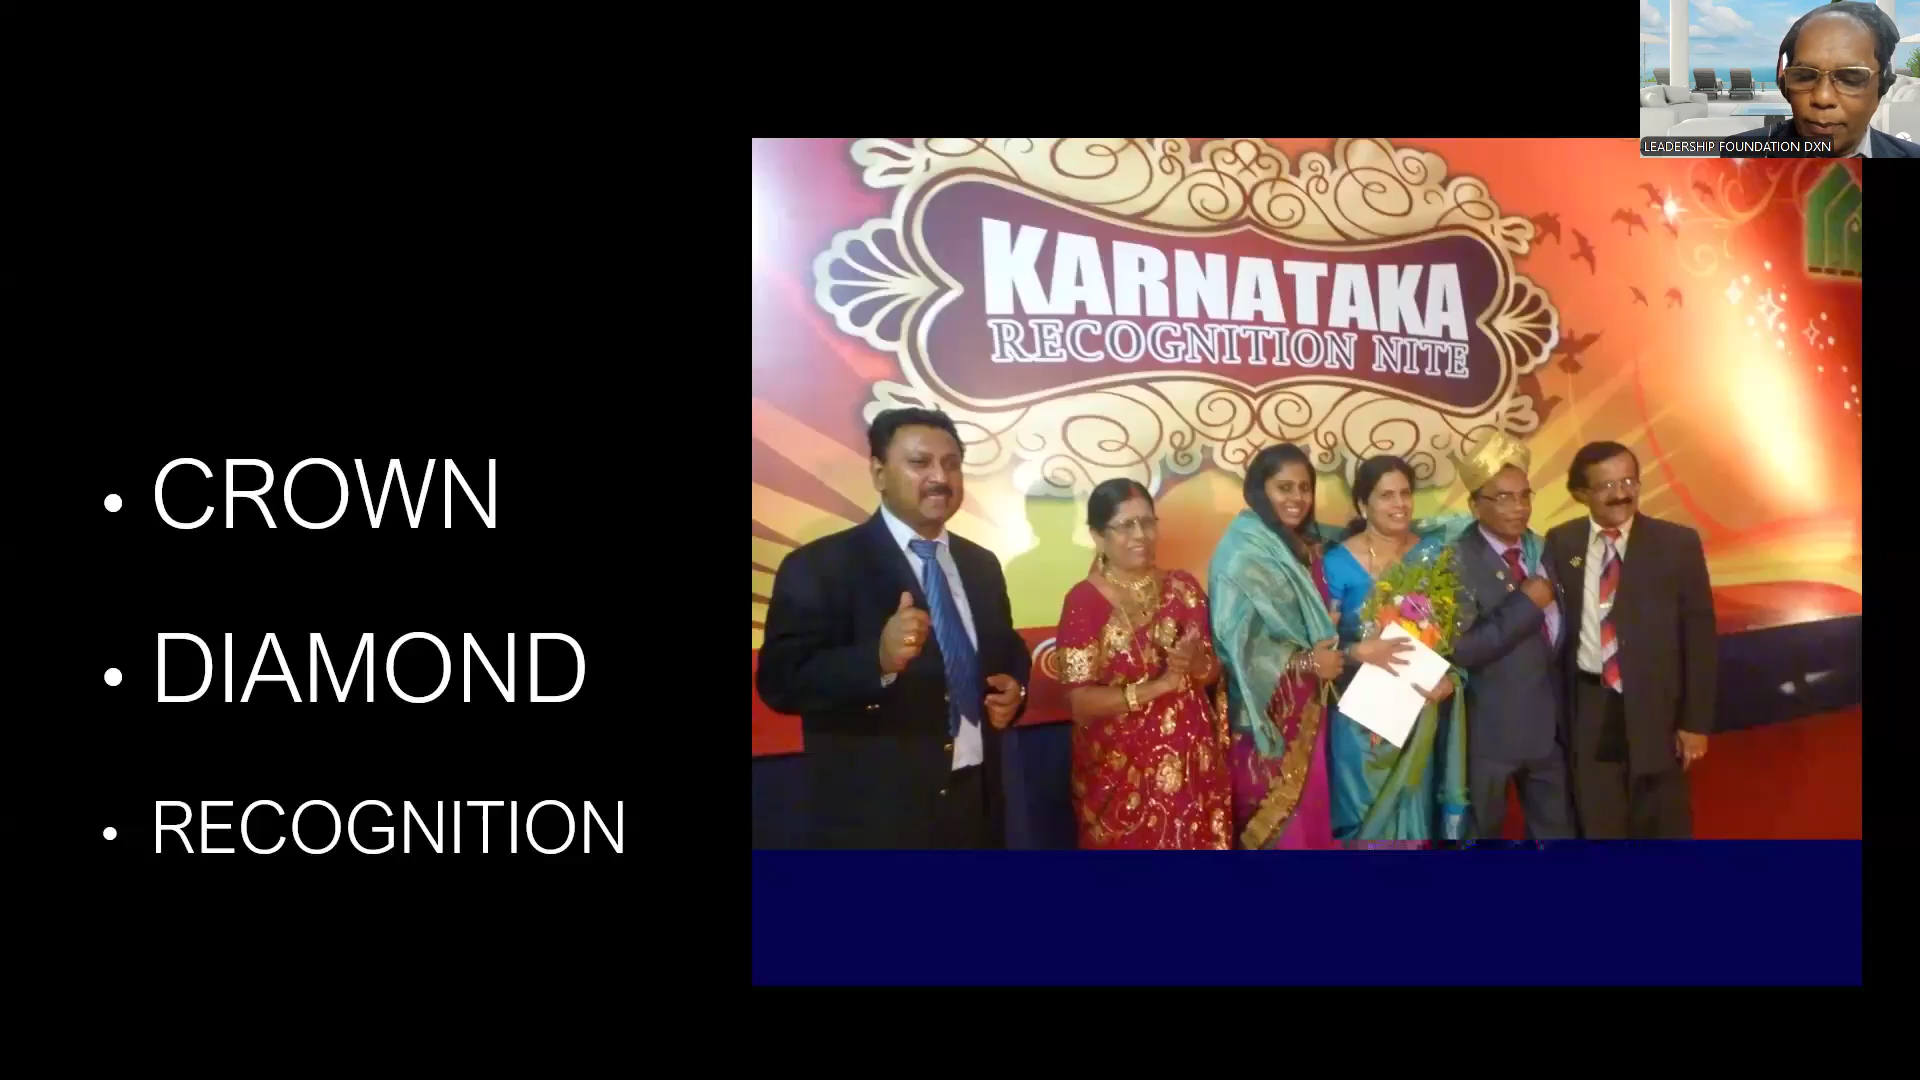 LEADERSHIP FOUNDATION DXN
KARNATAKA
RECOGNITION NITE
• CROWN
• DIAMOND
• RECOGNITION